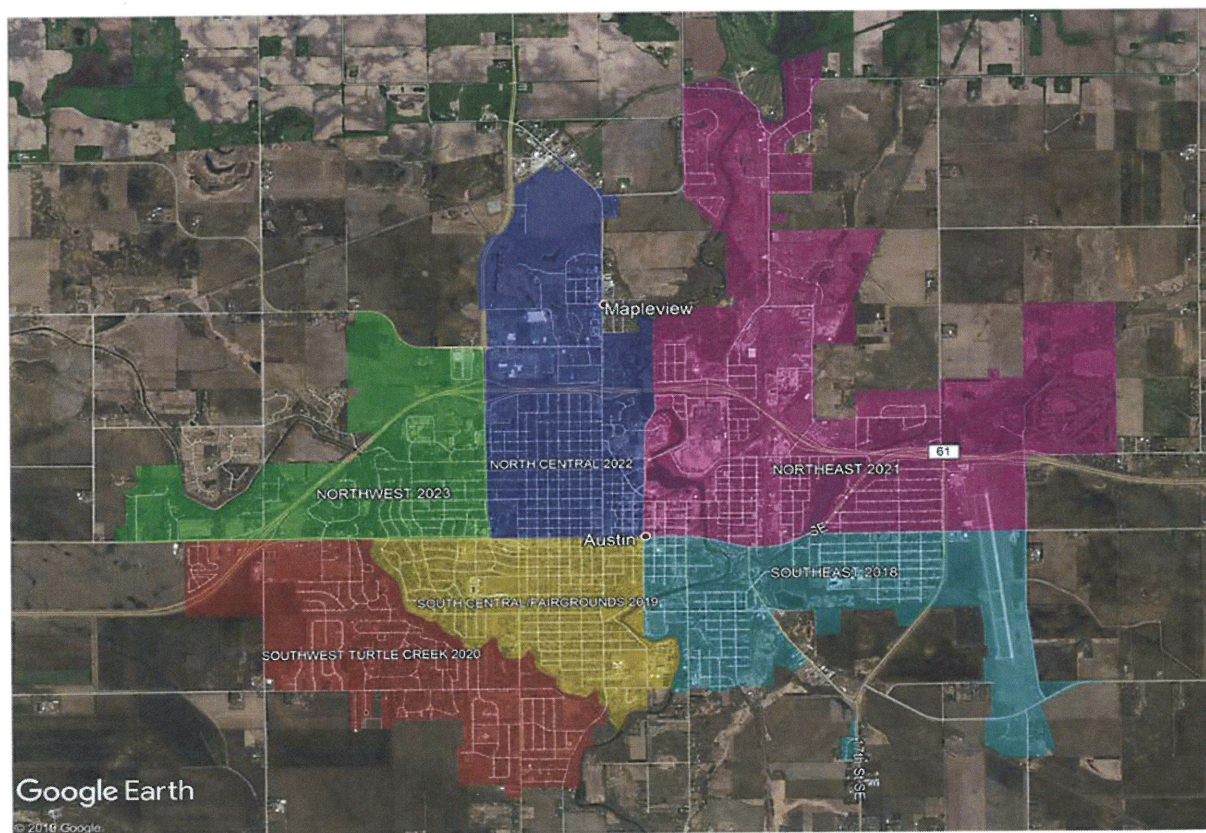 Mapleview
61
NORTH CENTRAL 2022
NORTHEAST 2021
NORTHWEST 2023
SE
Austin
SOUTHEAST 2018
SOUTH CENTRAL/FAIRGROUNDS 2019
SOUTHWEST TURTLE CREEK 2020
Google Earth
© 2019 Google